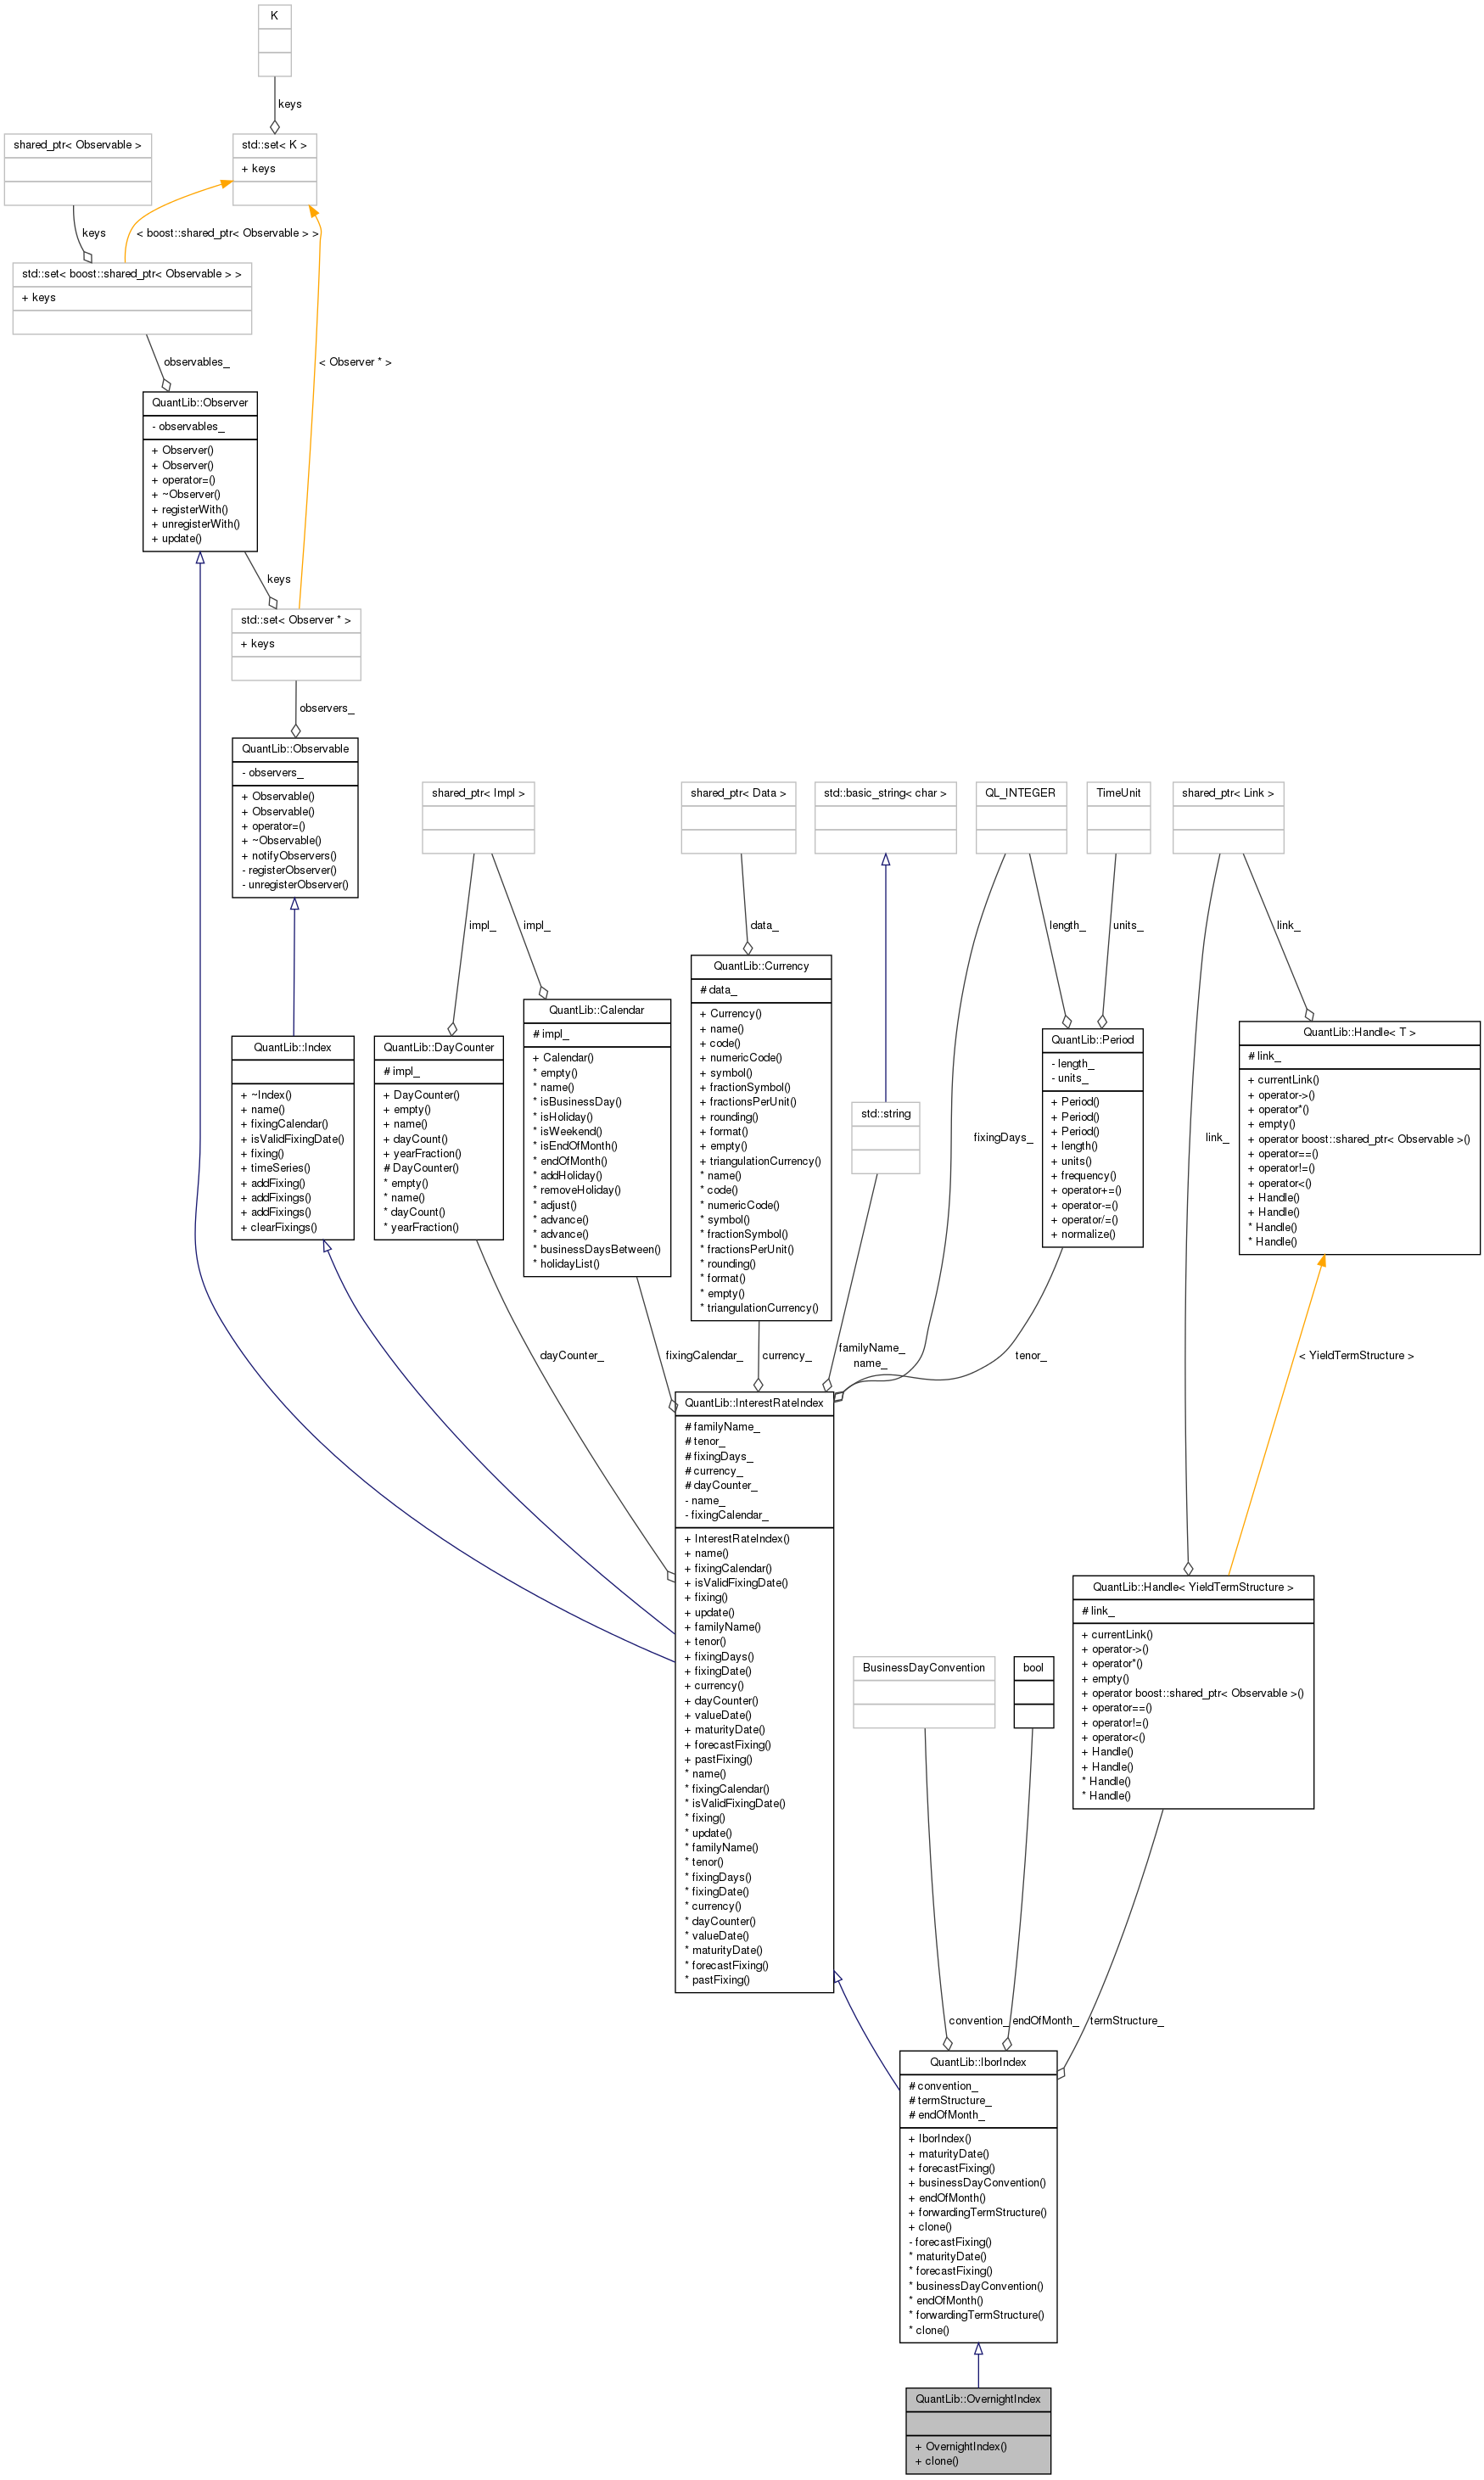 K
keys
shared_ptr< Observable >
std::set< K >
+ keys
keys
< boost::shared_ptr< Observable > >
std::set< boost::shared_ptr< Observable > >
+ keys
observables_
< Observer * >
QuantLib::Observer
- observables_
+ Observer()
+ Observer()
+ operator=()
+ ~Observer()
+ registerWith()
+ unregisterWith()
+ update()
keys
std::set< Observer * >
+ keys
observers_
QuantLib::Observable
- observers_
+ Observable()
+ Observable()
+ operator=()
+ ~Observable()
+ notifyObservers()
- registerObserver()
- unregisterObserver()
shared_ptr< Impl >
shared_ptr< Data >
std::basic_string< char >
QL_INTEGER
TimeUnit
shared_ptr< Link >
impl_
impl_
data_
length_
units_
link_
QuantLib::Index
+ ~Index()
+ name()
+ fixingCalendar()
+ isValidFixingDate()
+ fixing()
+ timeSeries()
+ addFixing()
+ addFixings()
+ addFixings()
+ clearFixings()
QuantLib::DayCounter
# impl_
+ DayCounter()
+ empty()
+ name()
+ dayCount()
+ yearFraction()
# DayCounter()
* empty()
* name()
* dayCount()
* yearFraction()
QuantLib::Calendar
# impl_
+ Calendar()
* empty()
* name()
* isBusinessDay()
* isHoliday()
* isWeekend()
* isEndOfMonth()
* endOfMonth()
* addHoliday()
* removeHoliday()
* adjust()
* advance()
* advance()
* businessDaysBetween()
* holidayList()
QuantLib::Currency
# data_
+ Currency()
+ name()
+ code()
+ numericCode()
+ symbol()
+ fractionSymbol()
+ fractionsPerUnit()
+ rounding()
+ format()
+ empty()
+ triangulationCurrency()
* name()
* code()
* numericCode()
* symbol()
* fractionSymbol()
* fractionsPerUnit()
* rounding()
* format()
* empty()
* triangulationCurrency()
std::string
fixingDays_
QuantLib::Period
- length_
- units_
+ Period()
+ Period()
+ Period()
+ length()
+ units()
+ frequency()
+ operator+=()
+ operator-=()
+ operator/=()
+ normalize()
link_
QuantLib::Handle< T >
# link_
+ currentLink()
+ operator->()
+ operator*()
+ empty()
+ operator boost::shared_ptr< Observable >()
+ operator==()
+ operator!=()
+ operator<()
+ Handle()
+ Handle()
* Handle()
* Handle()
dayCounter_
fixingCalendar_
currency_
familyName_
name_
tenor_
< YieldTermStructure >
QuantLib::InterestRateIndex
# familyName_
# tenor_
# fixingDays_
# currency_
# dayCounter_
- name_
- fixingCalendar_
+ InterestRateIndex()
+ name()
+ fixingCalendar()
+ isValidFixingDate()
+ fixing()
+ update()
+ familyName()
+ tenor()
+ fixingDays()
+ fixingDate()
+ currency()
+ dayCounter()
+ valueDate()
+ maturityDate()
+ forecastFixing()
+ pastFixing()
* name()
* fixingCalendar()
* isValidFixingDate()
* fixing()
* update()
* familyName()
* tenor()
* fixingDays()
* fixingDate()
* currency()
* dayCounter()
* valueDate()
* maturityDate()
* forecastFixing()
* pastFixing()
BusinessDayConvention
bool
QuantLib::Handle< YieldTermStructure >
# link_
+ currentLink()
+ operator->()
+ operator*()
+ empty()
+ operator boost::shared_ptr< Observable >()
+ operator==()
+ operator!=()
+ operator<()
+ Handle()
+ Handle()
* Handle()
* Handle()
convention_
endOfMonth_
termStructure_
QuantLib::IborIndex
# convention_
# termStructure_
# endOfMonth_
+ IborIndex()
+ maturityDate()
+ forecastFixing()
+ businessDayConvention()
+ endOfMonth()
+ forwardingTermStructure()
+ clone()
- forecastFixing()
* maturityDate()
* forecastFixing()
* businessDayConvention()
* endOfMonth()
* forwardingTermStructure()
* clone()
QuantLib::OvernightIndex
+ OvernightIndex()
+ clone()